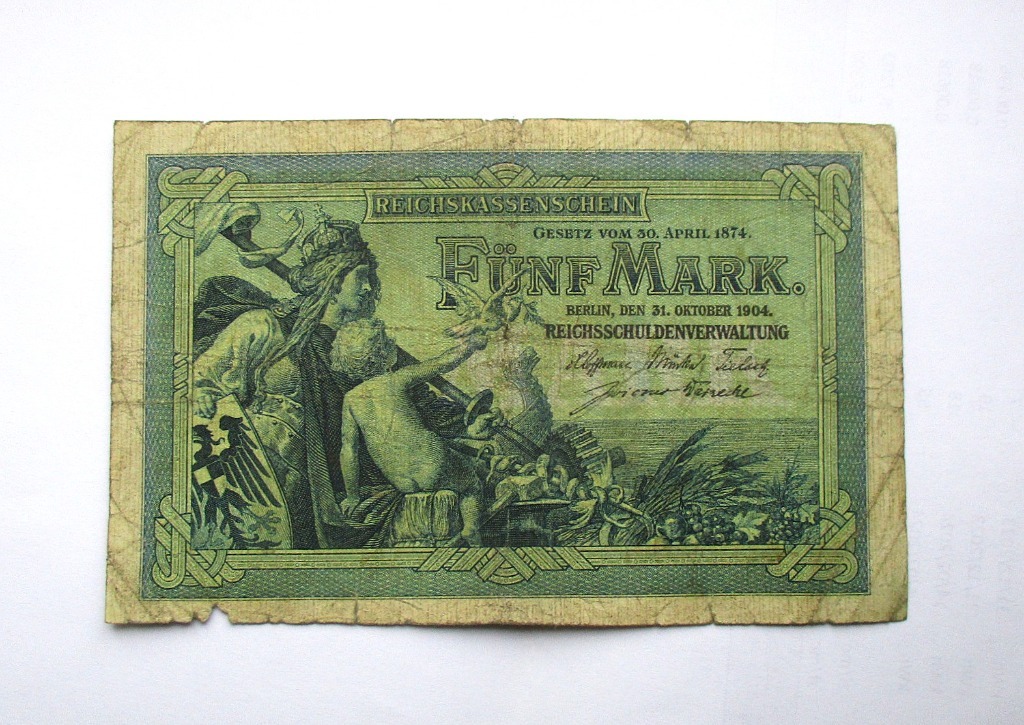 REICHSKASSENSCHEIN
GESETZ VOM 30. APRIL 1874.
FÜNF MARK.
BERLIN, DEN 31. OKTOBER 1904.
REICHSSCHULDENVERWALTUNG